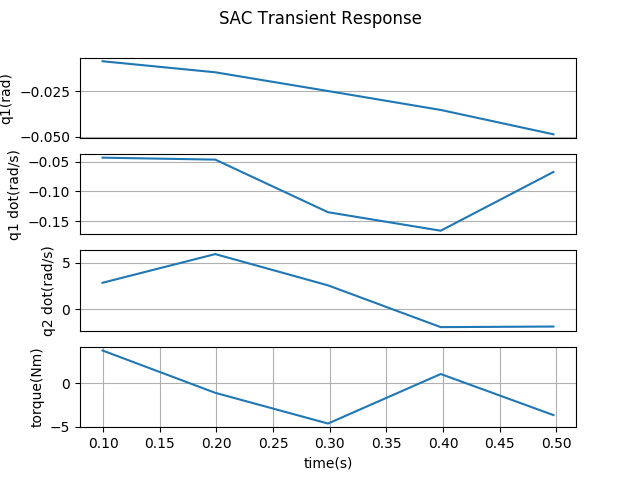 SAC Transient Response
q1(rad)
−0.025
−0.050
q1 dot(rad/s)
−0.05
−0.10
−0.15
q2 dot(rad/s)
5
0
torque(Nm)
0
−5
0.10 0.15 0.20 0.25 0.30 0.35 0.40 0.45 0.50
time(s)